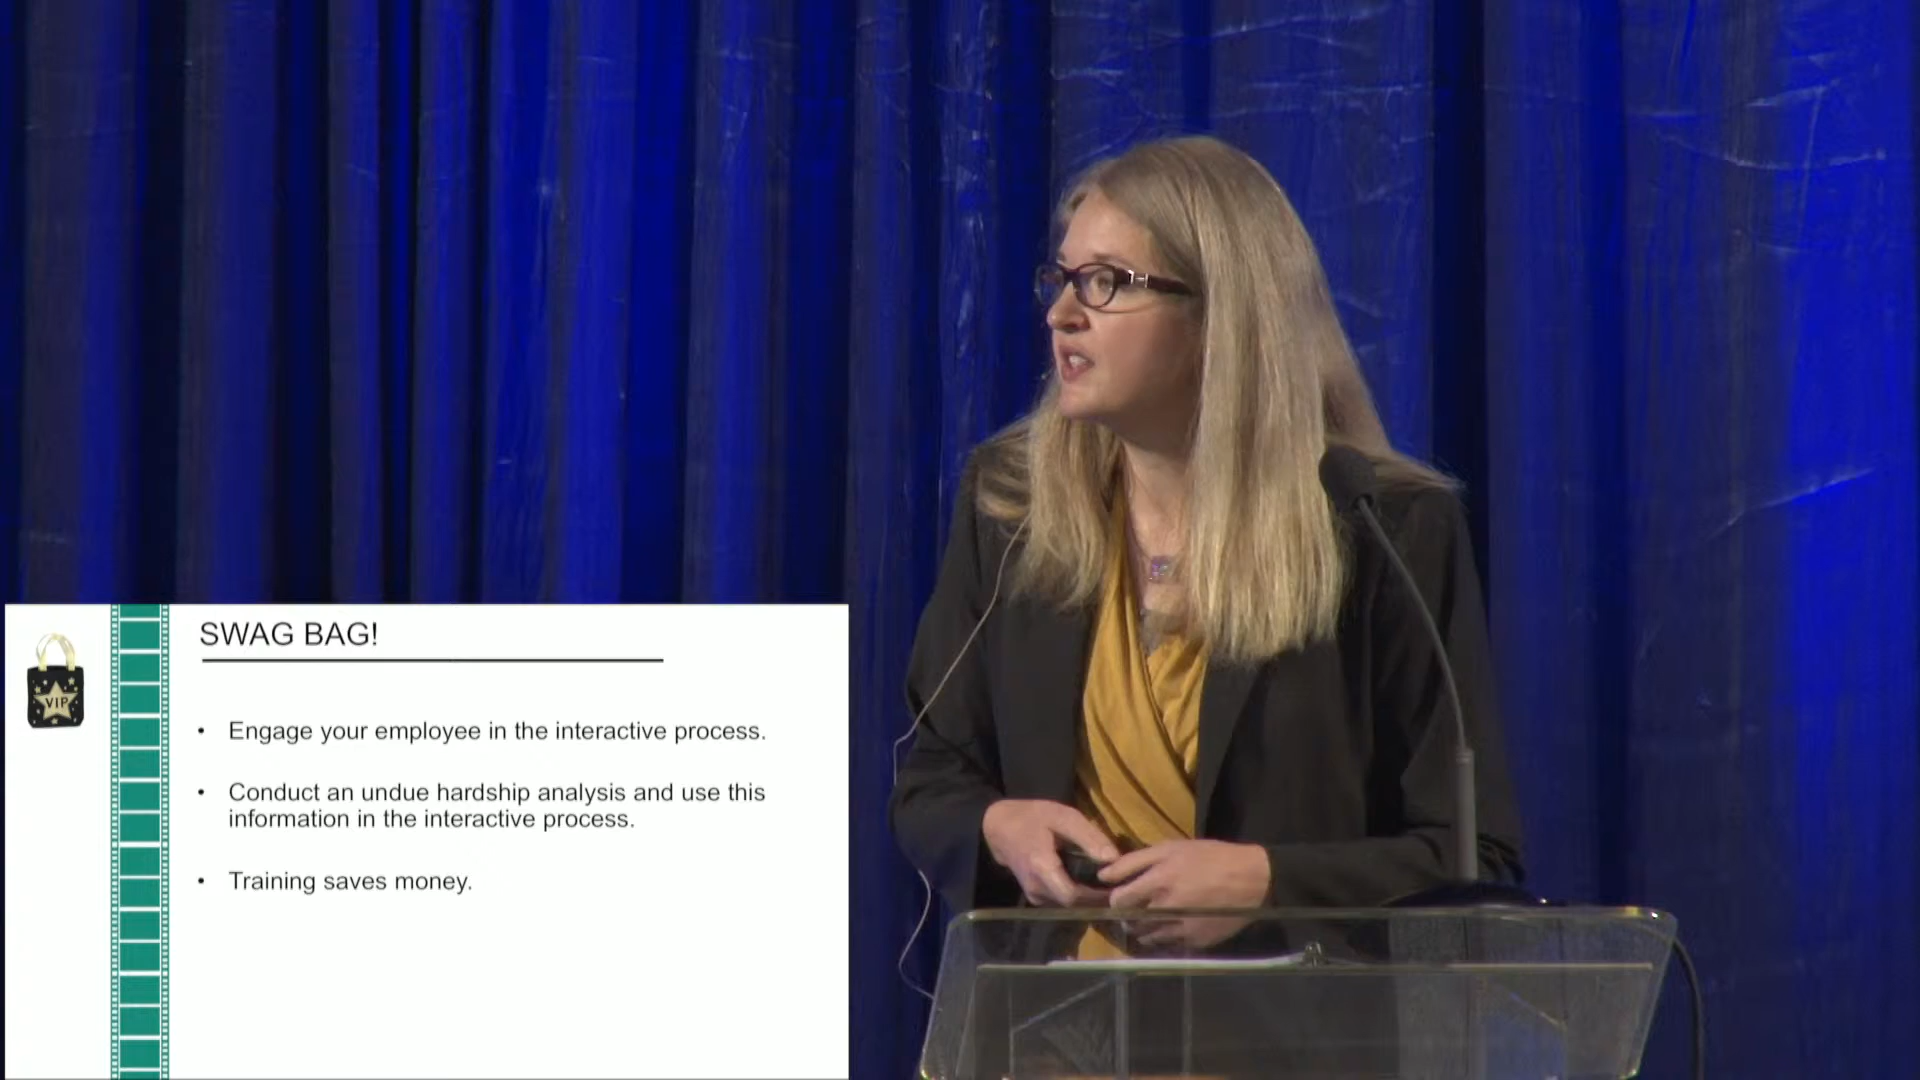 SWAG BAG!
VIP
• Engage your employee in the interactive process.
• Conduct an undue hardship analysis and use this
information in the interactive process.
• Training saves money.